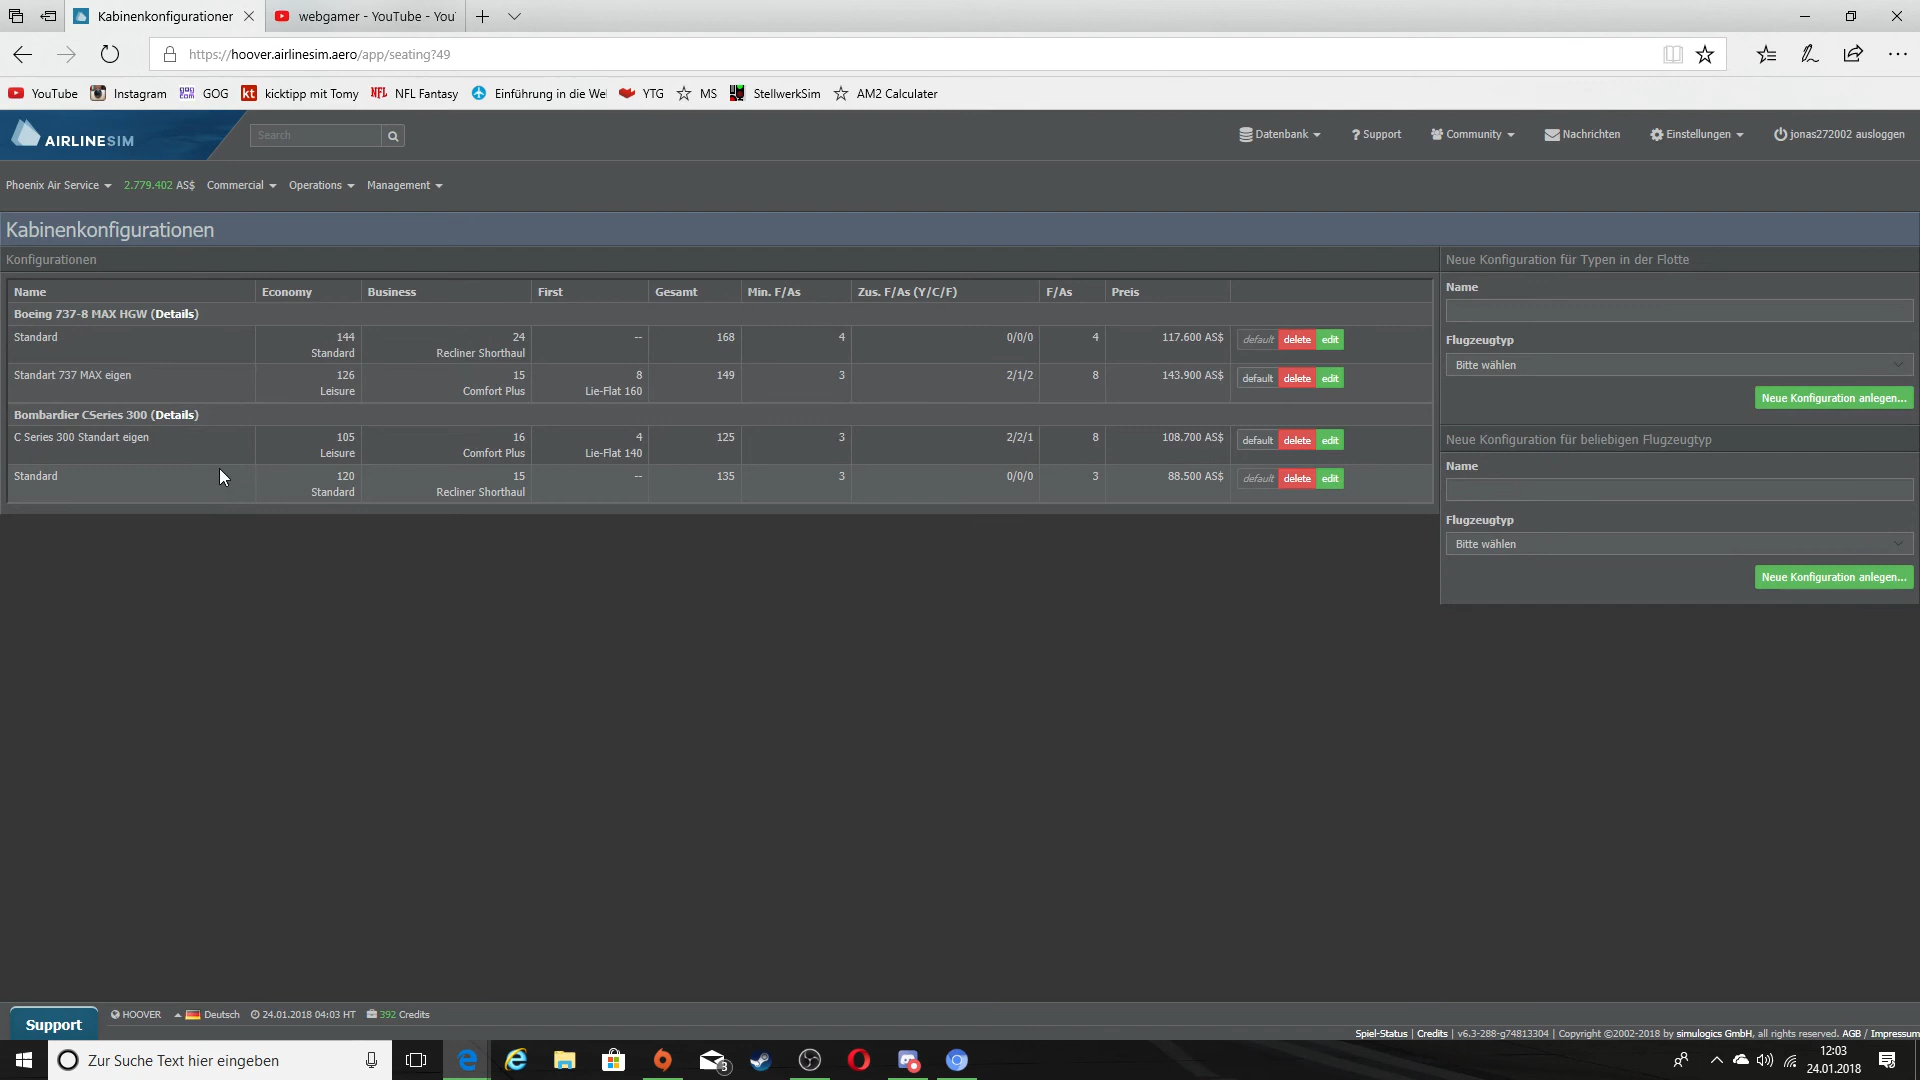 Kabinenkonfigurationer
webgamer - YouTube - You
https://hoover.airlinesim.aero/app/seating?49
YouTube Instagram GOG kicktipp mit Tomy NFL Fantasy Einführung in die We YTG MS StellwerkSim AM2 Calculater
AIRLINESIM
Search
Datenbank Support Community Nachrichten Einstellungen jonas272002 ausloggen
Phoenix Air Service 2.779.402 AS$ Commercial Operations Management
Kabinenkonfigurationen
Konfigurationen
Name Economy Business First Gesamt Min. F/As Zus. F/As (Y/C/F) F/As Preis
Boeing 737-8 MAX HGW (Details)
Standard 144 24 -- 168 4 0/0/0 4 117.600 AS$ default delete edit
Standard Recliner Shorthaul
Standart 737 MAX eigen 126 15 8 149 3 2/1/2 8 143.900 AS$ default delete edit
Leisure Comfort Plus Lie-Flat 160
Bombardier CSeries 300 (Details)
C Series 300 Standart eigen 105 16 4 125 3 2/2/1 8 108.700 AS$ default delete edit
Leisure Comfort Plus Lie-Flat 140
Standard 120 15 -- 135 3 0/0/0 3 88.500 AS$ default delete edit
Standard Recliner Shorthaul
Neue Konfiguration für Typen in der Flotte
Name
Flugzeugtyp
Bitte wählen
Neue Konfiguration anlegen...
Neue Konfiguration für beliebigen Flugzeugtyp
Name
Flugzeugtyp
Bitte wählen
Neue Konfiguration anlegen...
Support
HOOVER Deutsch 24.01.2018 04:03 HT 392 Credits
Spiel-Status | Credits | v6.3-288-g74813304 | Copyright ©2002-2018 by simulogics GmbH, all rights reserved. AGB / Impressum
Zur Suche Text hier eingeben
3
12:03
24.01.2018